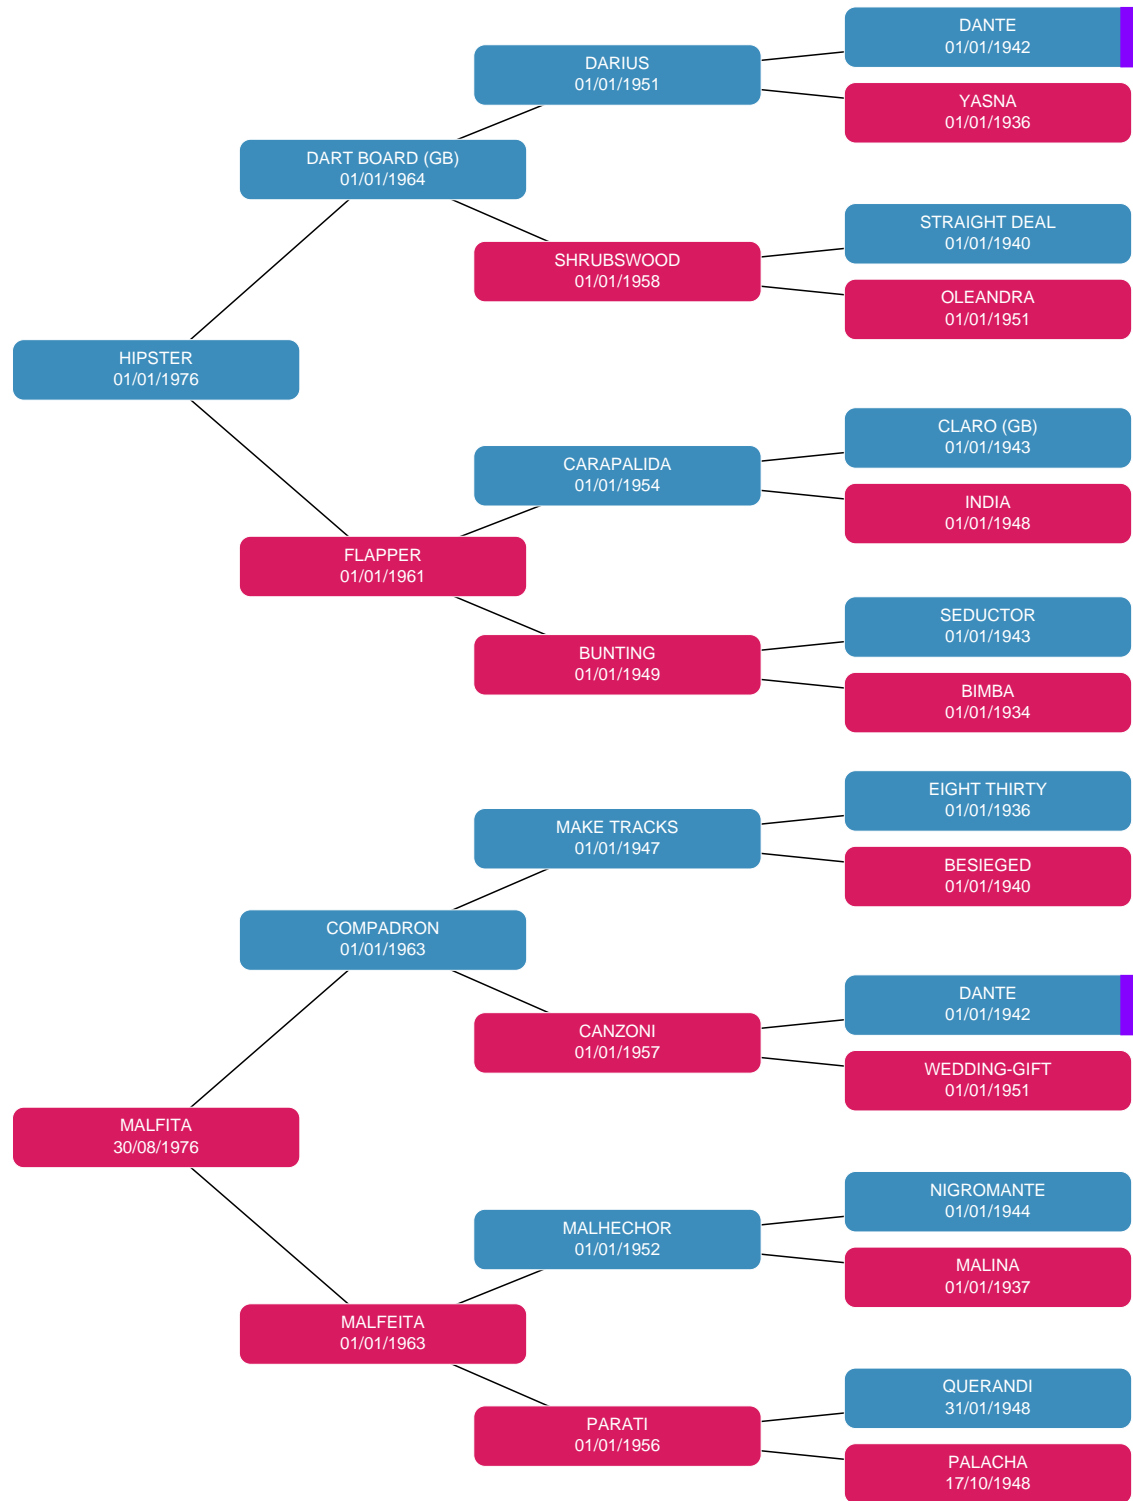 DANTE
01/01/1942
DARIUS
01/01/1951
YASNA
01/01/1936
DART BOARD (GB)
01/01/1964
STRAIGHT DEAL
01/01/1940
SHRUBSWOOD
01/01/1958
OLEANDRA
01/01/1951
HIPSTER
01/01/1976
CLARO (GB)
01/01/1943
CARAPALIDA
01/01/1954
INDIA
01/01/1948
FLAPPER
01/01/1961
SEDUCTOR
01/01/1943
BUNTING
01/01/1949
BIMBA
01/01/1934
EIGHT THIRTY
01/01/1936
MAKE TRACKS
01/01/1947
BESIEGED
01/01/1940
COMPADRON
01/01/1963
DANTE
01/01/1942
CANZONI
01/01/1957
WEDDING-GIFT
01/01/1951
MALFITA
30/08/1976
NIGROMANTE
01/01/1944
MALHECHOR
01/01/1952
MALINA
01/01/1937
MALFEITA
01/01/1963
QUERANDI
31/01/1948
PARATI
01/01/1956
PALACHA
17/10/1948